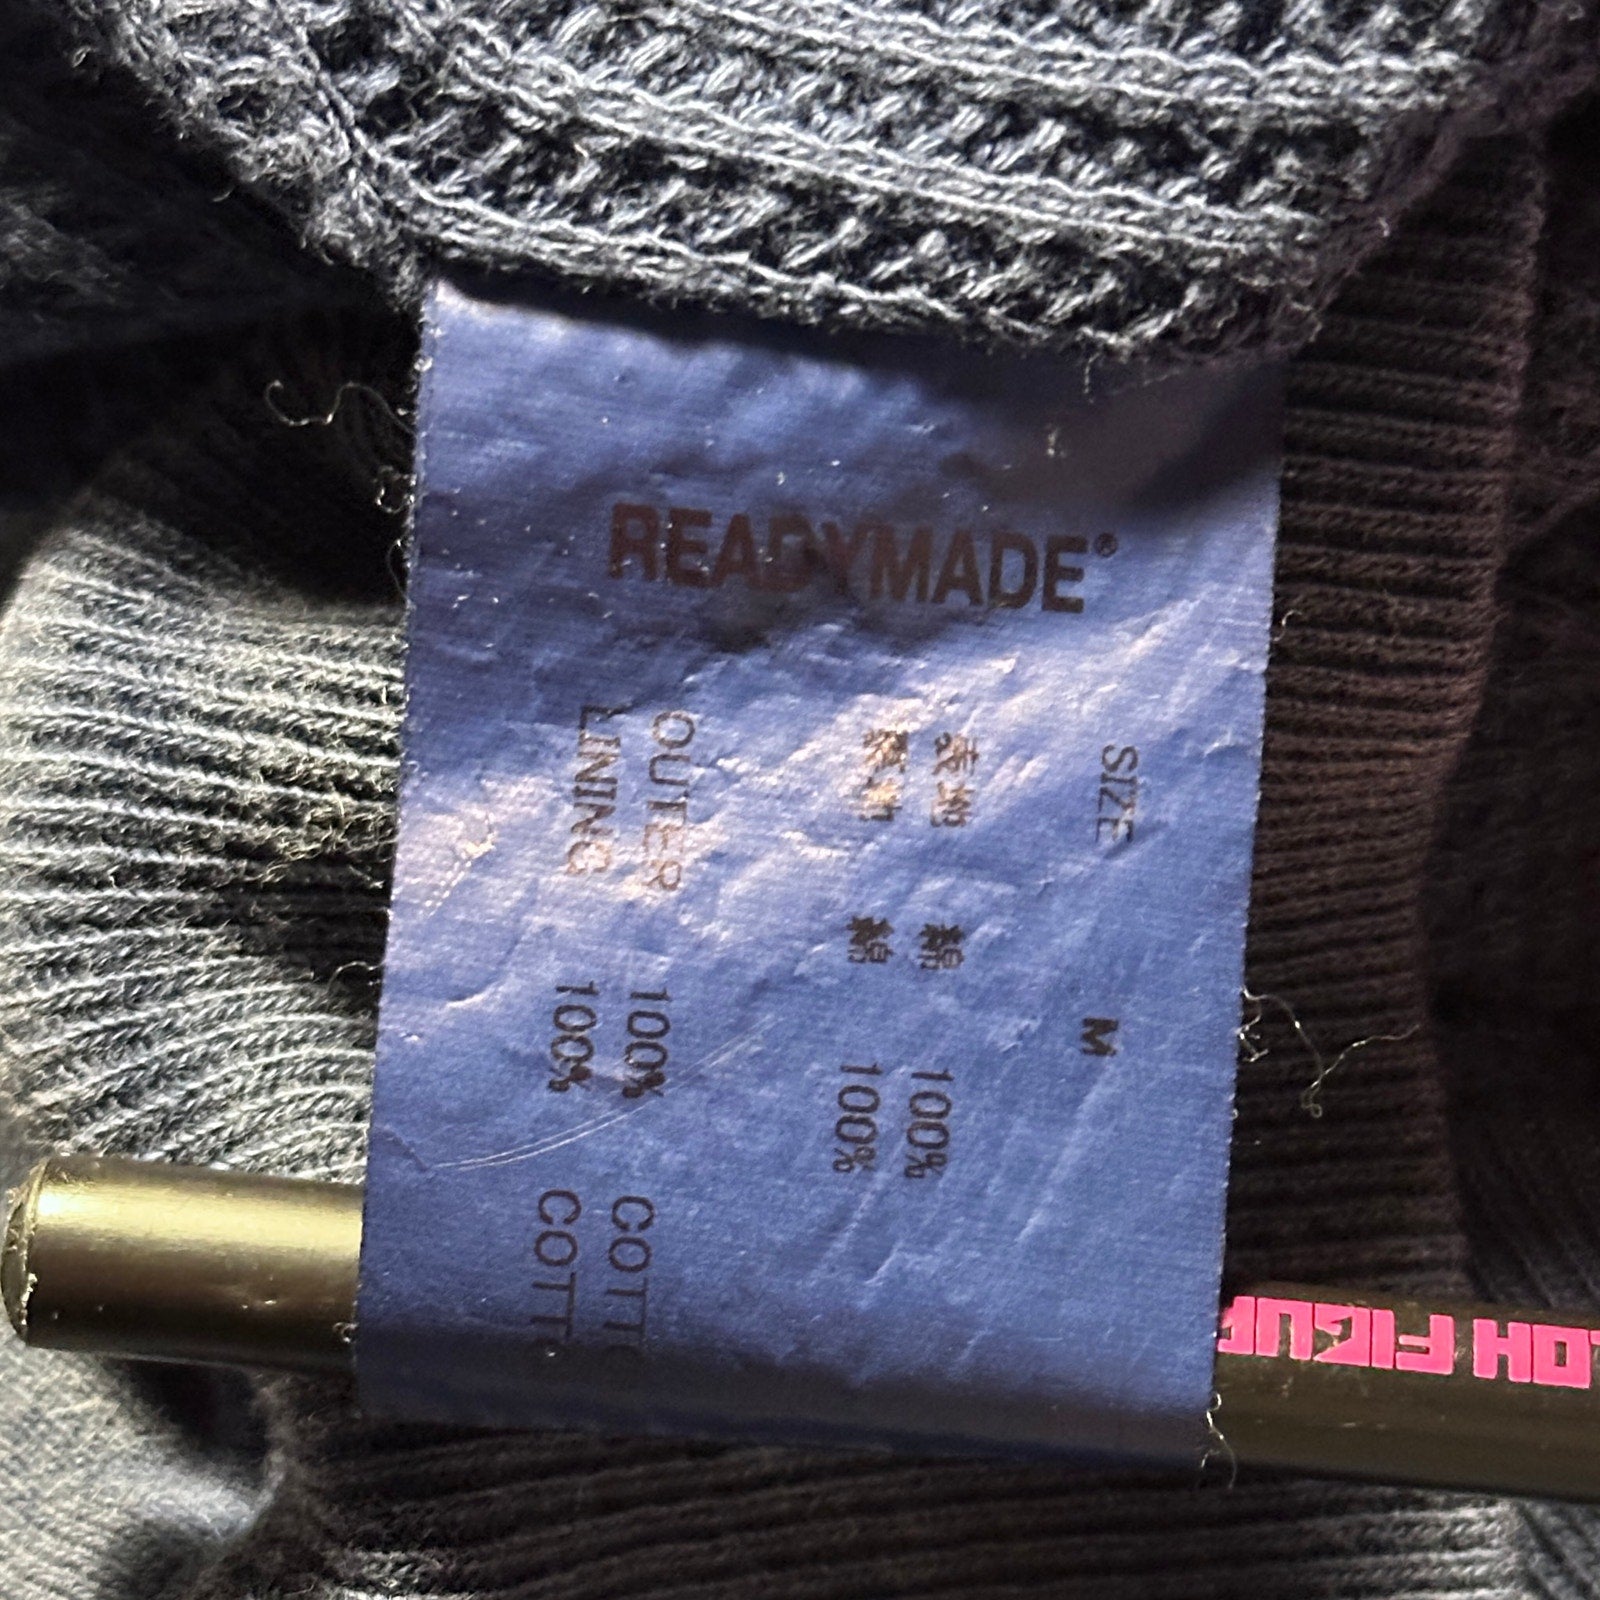 READYMADE®
SIZE M
表地 綿 100%
裏地 綿 100%
OUTER 100% COTT
LINING 100% COTT